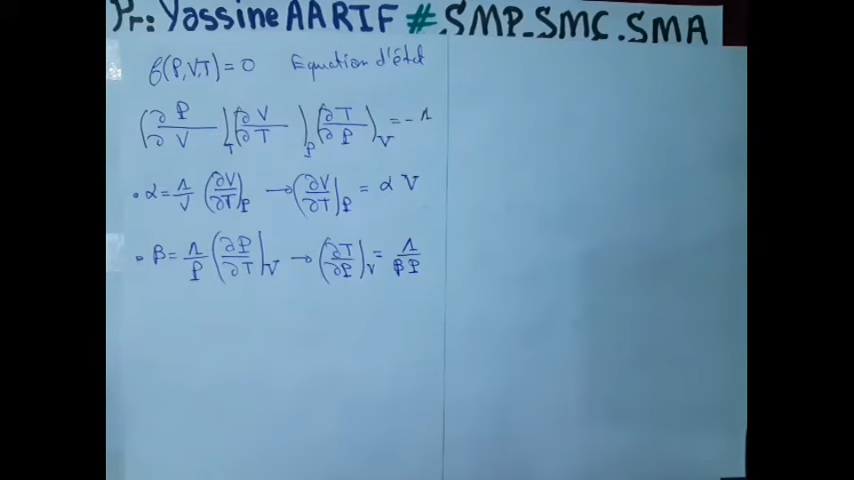 Pr: Yassine AARIF # SMP_SMC.SMA
f(P,V,T) = 0 Equation d'état
(∂P/∂V)_T (∂V/∂T)_P (∂T/∂P)_V = -1
• α = 1/V (∂V/∂T)_P → (∂V/∂T)_P = α V
• β = 1/P (∂P/∂T)_V → (∂T/∂P)_V = 1/βP